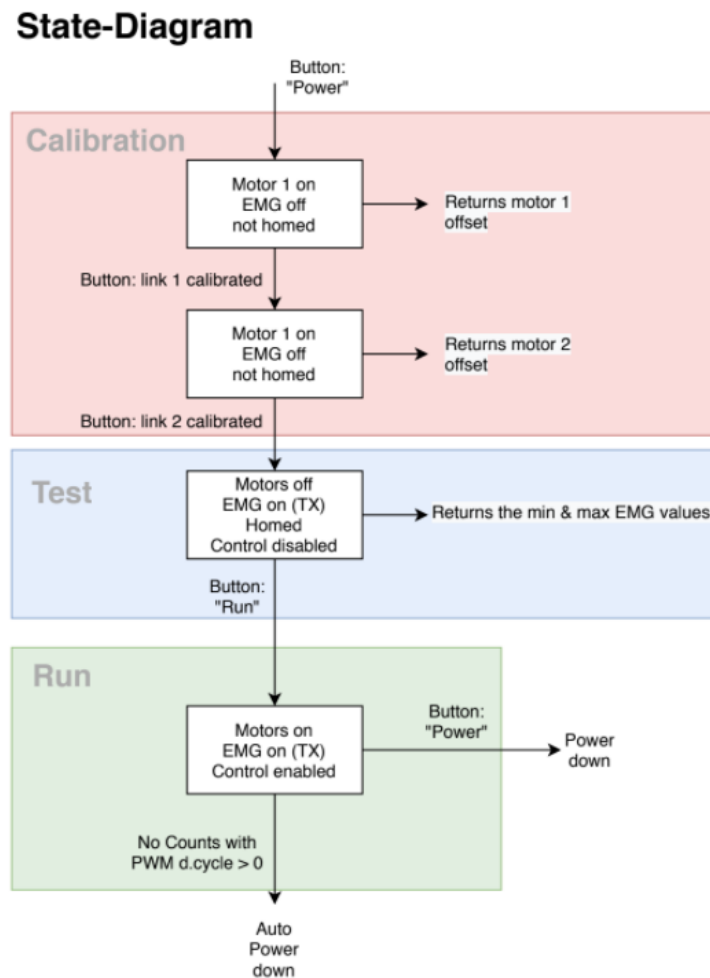 State-Diagram
Button:
"Power"
Calibration
Motor 1 on
EMG off
not homed
Returns motor 1
offset
Button: link 1 calibrated
Motor 1 on
EMG off
not homed
Returns motor 2
offset
Button: link 2 calibrated
Test
Motors off
EMG on (TX)
Homed
Control disabled
Returns the min & max EMG values
Button:
"Run"
Run
Motors on
EMG on (TX)
Control enabled
Button:
"Power"
Power
down
No Counts with
PWM d.cycle > 0
Auto
Power
down